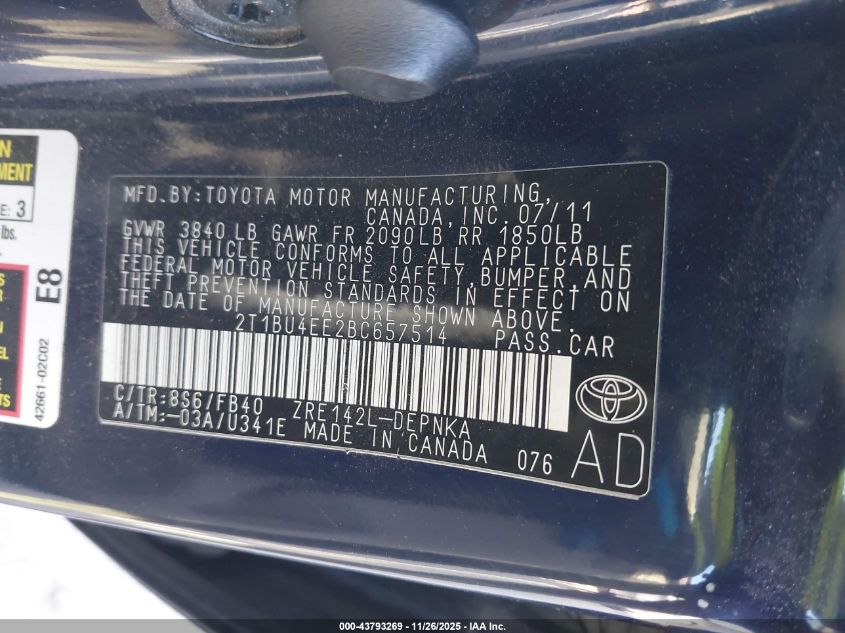 N
MENT
E: 3
lbs.
E8
42661-02C02
MFD.BY:TOYOTA MOTOR MANUFACTURING,
CANADA,INC. 07/11
GVWR 3840 LB GAWR FR 2090LB RR 1850LB
THIS VEHICLE CONFORMS TO ALL APPLICABLE
FEDERAL MOTOR VEHICLE SAFETY,BUMPER,AND
THEFT PREVENTION STANDARDS IN EFFECT ON
THE DATE OF MANUFACTURE SHOWN ABOVE.
2T1BU4EE2BC657514 PASS.CAR
C/TR:8S6/FB40 ZRE142L-DEPNKA
A/TM:-03A/U341E MADE IN CANADA 076
AD
000-43793269 - 11/26/2025 - IAA Inc.